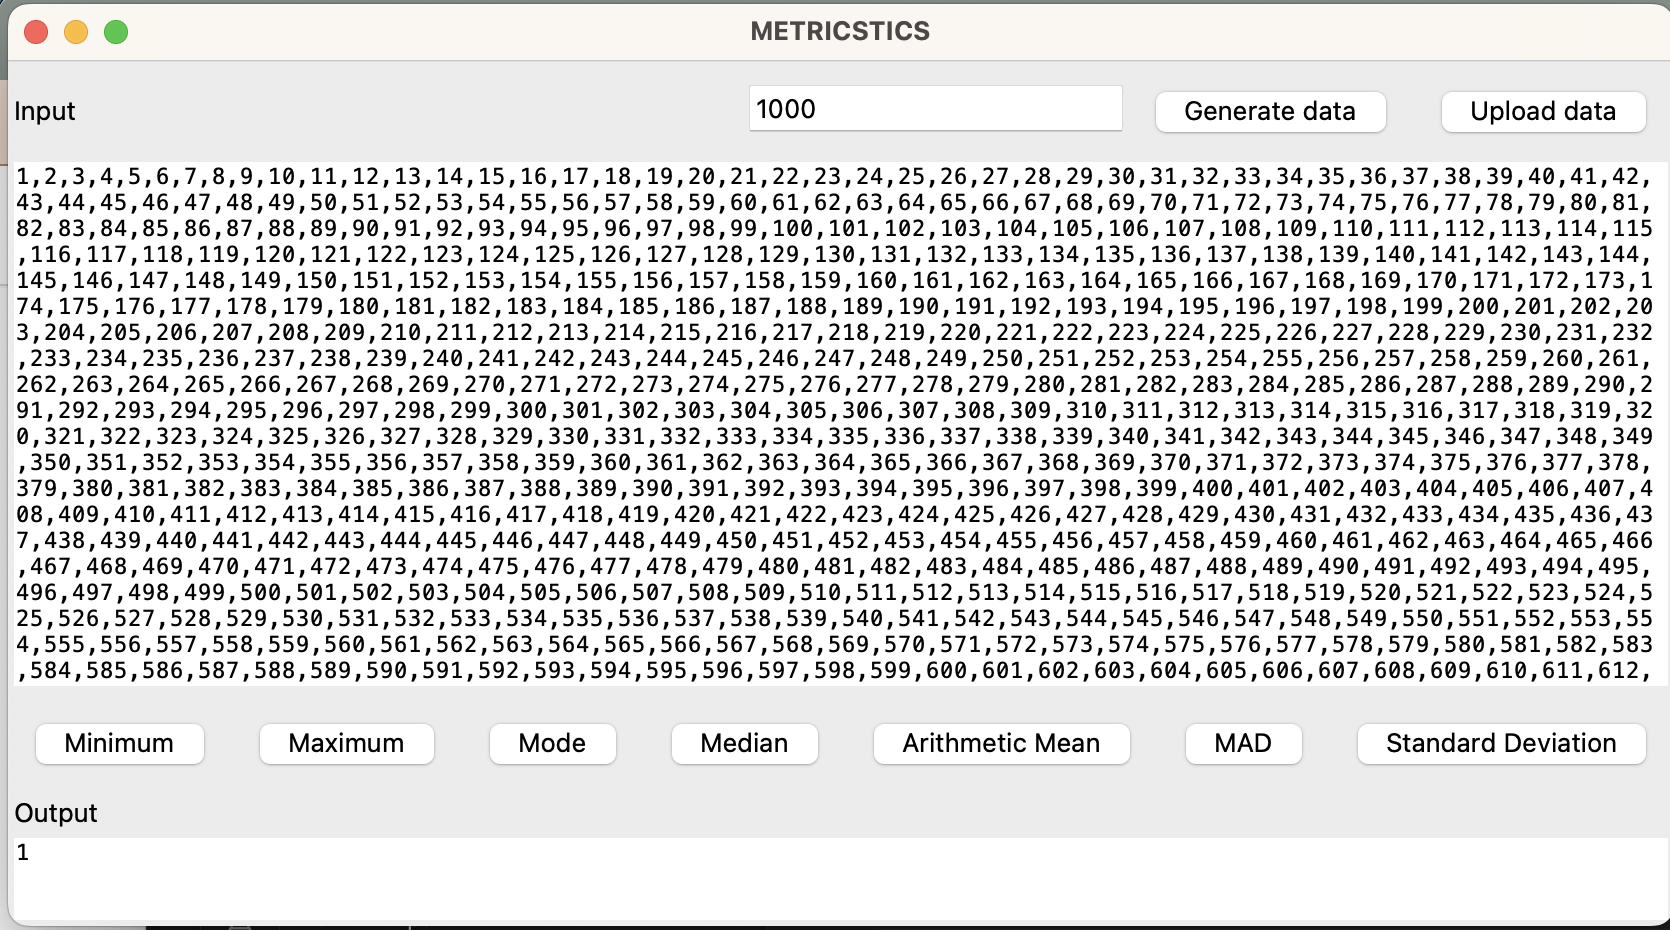 METRICSTICS
Input
1000
Generate data
Upload data
1,2,3,4,5,6,7,8,9,10,11,12,13,14,15,16,17,18,19,20,21,22,23,24,25,26,27,28,29,30,31,32,33,34,35,36,37,38,39,40,41,42,
43,44,45,46,47,48,49,50,51,52,53,54,55,56,57,58,59,60,61,62,63,64,65,66,67,68,69,70,71,72,73,74,75,76,77,78,79,80,81,
82,83,84,85,86,87,88,89,90,91,92,93,94,95,96,97,98,99,100,101,102,103,104,105,106,107,108,109,110,111,112,113,114,115
,116,117,118,119,120,121,122,123,124,125,126,127,128,129,130,131,132,133,134,135,136,137,138,139,140,141,142,143,144,
145,146,147,148,149,150,151,152,153,154,155,156,157,158,159,160,161,162,163,164,165,166,167,168,169,170,171,172,173,1
74,175,176,177,178,179,180,181,182,183,184,185,186,187,188,189,190,191,192,193,194,195,196,197,198,199,200,201,202,20
3,204,205,206,207,208,209,210,211,212,213,214,215,216,217,218,219,220,221,222,223,224,225,226,227,228,229,230,231,232
,233,234,235,236,237,238,239,240,241,242,243,244,245,246,247,248,249,250,251,252,253,254,255,256,257,258,259,260,261,
262,263,264,265,266,267,268,269,270,271,272,273,274,275,276,277,278,279,280,281,282,283,284,285,286,287,288,289,290,2
91,292,293,294,295,296,297,298,299,300,301,302,303,304,305,306,307,308,309,310,311,312,313,314,315,316,317,318,319,32
0,321,322,323,324,325,326,327,328,329,330,331,332,333,334,335,336,337,338,339,340,341,342,343,344,345,346,347,348,349
,350,351,352,353,354,355,356,357,358,359,360,361,362,363,364,365,366,367,368,369,370,371,372,373,374,375,376,377,378,
379,380,381,382,383,384,385,386,387,388,389,390,391,392,393,394,395,396,397,398,399,400,401,402,403,404,405,406,407,4
08,409,410,411,412,413,414,415,416,417,418,419,420,421,422,423,424,425,426,427,428,429,430,431,432,433,434,435,436,43
7,438,439,440,441,442,443,444,445,446,447,448,449,450,451,452,453,454,455,456,457,458,459,460,461,462,463,464,465,466
,467,468,469,470,471,472,473,474,475,476,477,478,479,480,481,482,483,484,485,486,487,488,489,490,491,492,493,494,495,
496,497,498,499,500,501,502,503,504,505,506,507,508,509,510,511,512,513,514,515,516,517,518,519,520,521,522,523,524,5
25,526,527,528,529,530,531,532,533,534,535,536,537,538,539,540,541,542,543,544,545,546,547,548,549,550,551,552,553,55
4,555,556,557,558,559,560,561,562,563,564,565,566,567,568,569,570,571,572,573,574,575,576,577,578,579,580,581,582,583
,584,585,586,587,588,589,590,591,592,593,594,595,596,597,598,599,600,601,602,603,604,605,606,607,608,609,610,611,612,
Minimum
Maximum
Mode
Median
Arithmetic Mean
MAD
Standard Deviation
Output
1